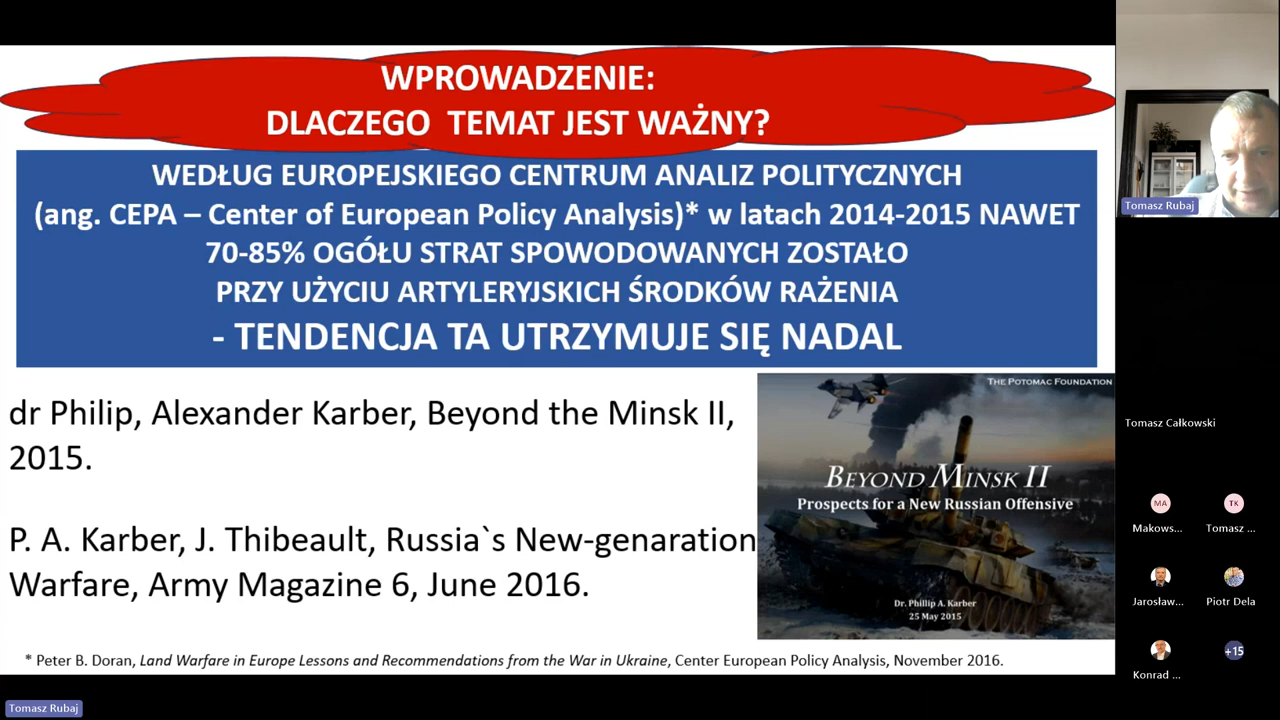 WPROWADZENIE:
DLACZEGO TEMAT JEST WAŻNY?
WEDŁUG EUROPEJSKIEGO CENTRUM ANALIZ POLITYCZNYCH
(ang. CEPA – Center of European Policy Analysis)* w latach 2014-2015 NAWET
70-85% OGÓŁU STRAT SPOWODOWANYCH ZOSTAŁO
PRZY UŻYCIU ARTYLERYJSKICH ŚRODKÓW RAŻENIA
- TENDENCJA TA UTRZYMUJE SIĘ NADAL
dr Philip, Alexander Karber, Beyond the Minsk II,
2015.
P. A. Karber, J. Thibeault, Russia`s New-genaration
Warfare, Army Magazine 6, June 2016.
THE POTOMAC FOUNDATION
BEYOND MINSK II
Prospects for a New Russian Offensive
Dr. Phillip A. Karber
25 May 2015
* Peter B. Doran, Land Warfare in Europe Lessons and Recommendations from the War in Ukraine, Center European Policy Analysis, November 2016.
Tomasz Rubaj
Tomasz Całkowski
MA
TK
Makows...
Tomasz ...
Jarosław...
Piotr Dela
Konrad ...
+15
Tomasz Rubaj